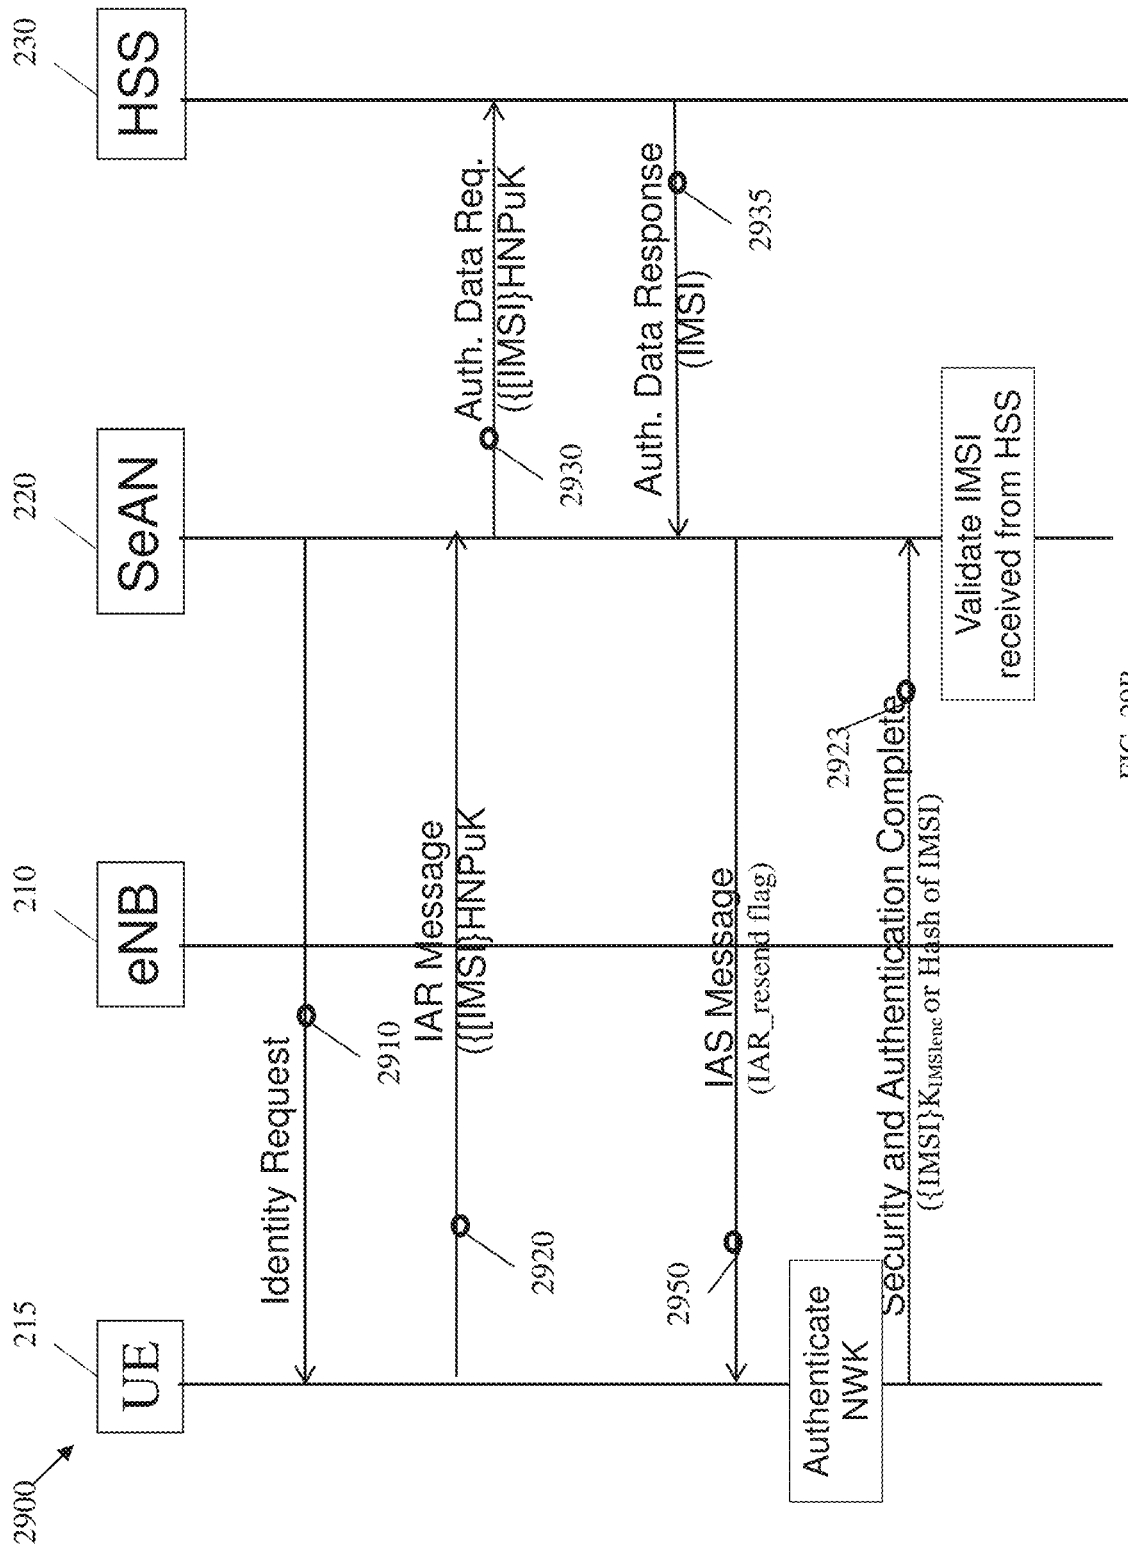 2900
215
210
220
230
UE
eNB
SeAN
HSS
Identity Request
2910
IAR Message
({[IMSI}HNPuK
2920
Auth. Data Req.
({[IMSI}HNPuK
2930
Auth. Data Response
(IMSI)
2935
IAS Message
(IAR_resend flag)
2950
Authenticate
NWK
Security and Authentication Complete
({IMSI}KIMSIenc or Hash of IMSI)
2923
Validate IMSI
received from HSS